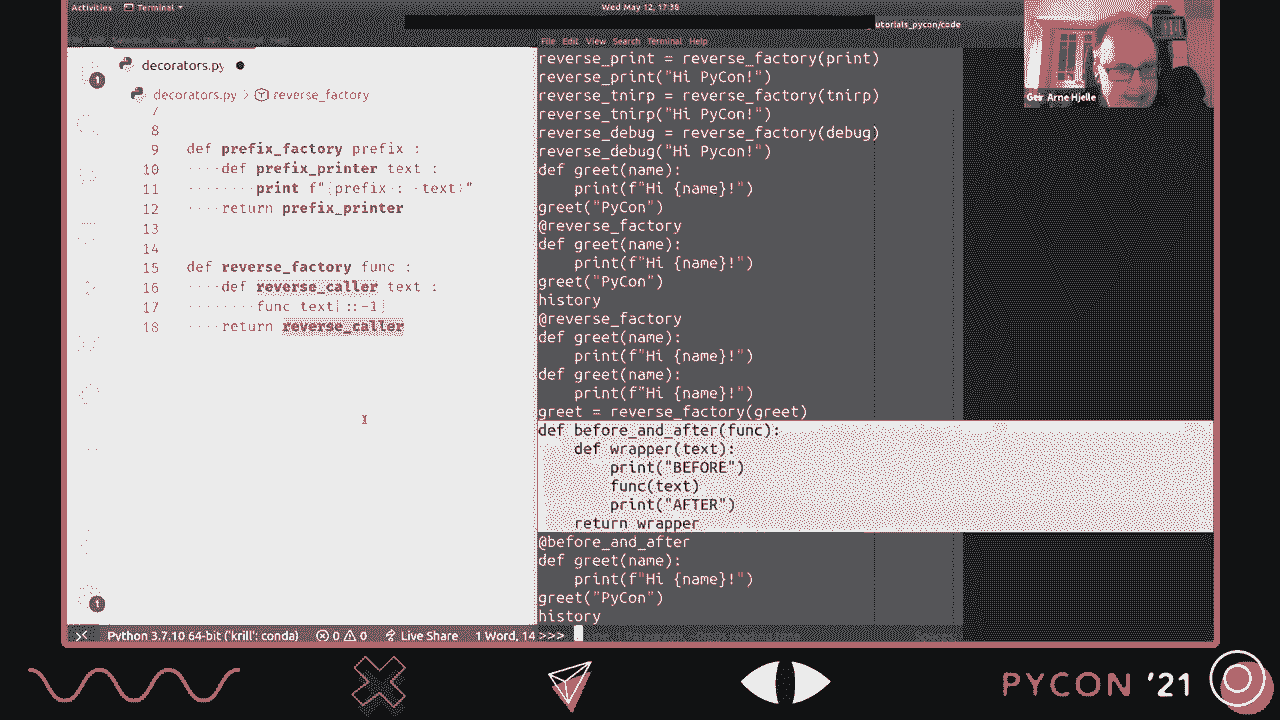 Activities Terminal Wed May 12, 17:38
utorials_pycon/code
File Edit View Search Terminal Help
decorators.py
1
decorators.py > reverse_factory
7
8
9 def prefix_factory prefix :
10 ····def prefix_printer text :
11 ········print f"{prefix : text}"
12 ····return prefix_printer
13
14
15 def reverse_factory func :
16 ····def reverse_caller text :
17 ········func text[::-1]
18 ····return reverse_caller
1
reverse_print = reverse_factory(print)
reverse_print("Hi PyCon!")
reverse_tnirp = reverse_factory(tnirp)
reverse_tnirp("Hi PyCon!")
reverse_debug = reverse_factory(debug)
reverse_debug("Hi Pycon!")
def greet(name):
    print(f"Hi {name}!")
greet("PyCon")
@reverse_factory
def greet(name):
    print(f"Hi {name}!")
greet("PyCon")
history
@reverse_factory
def greet(name):
    print(f"Hi {name}!")
def greet(name):
    print(f"Hi {name}!")
greet = reverse_factory(greet)
def before_and_after(func):
    def wrapper(text):
        print("BEFORE")
        func(text)
        print("AFTER")
    return wrapper
@before_and_after
def greet(name):
    print(f"Hi {name}!")
greet("PyCon")
history
>>>
Python 3.7.10 64-bit ('krill': conda) 0 0 Live Share 1 Word, 14
Geir Arne Hjelle
PYCON '21